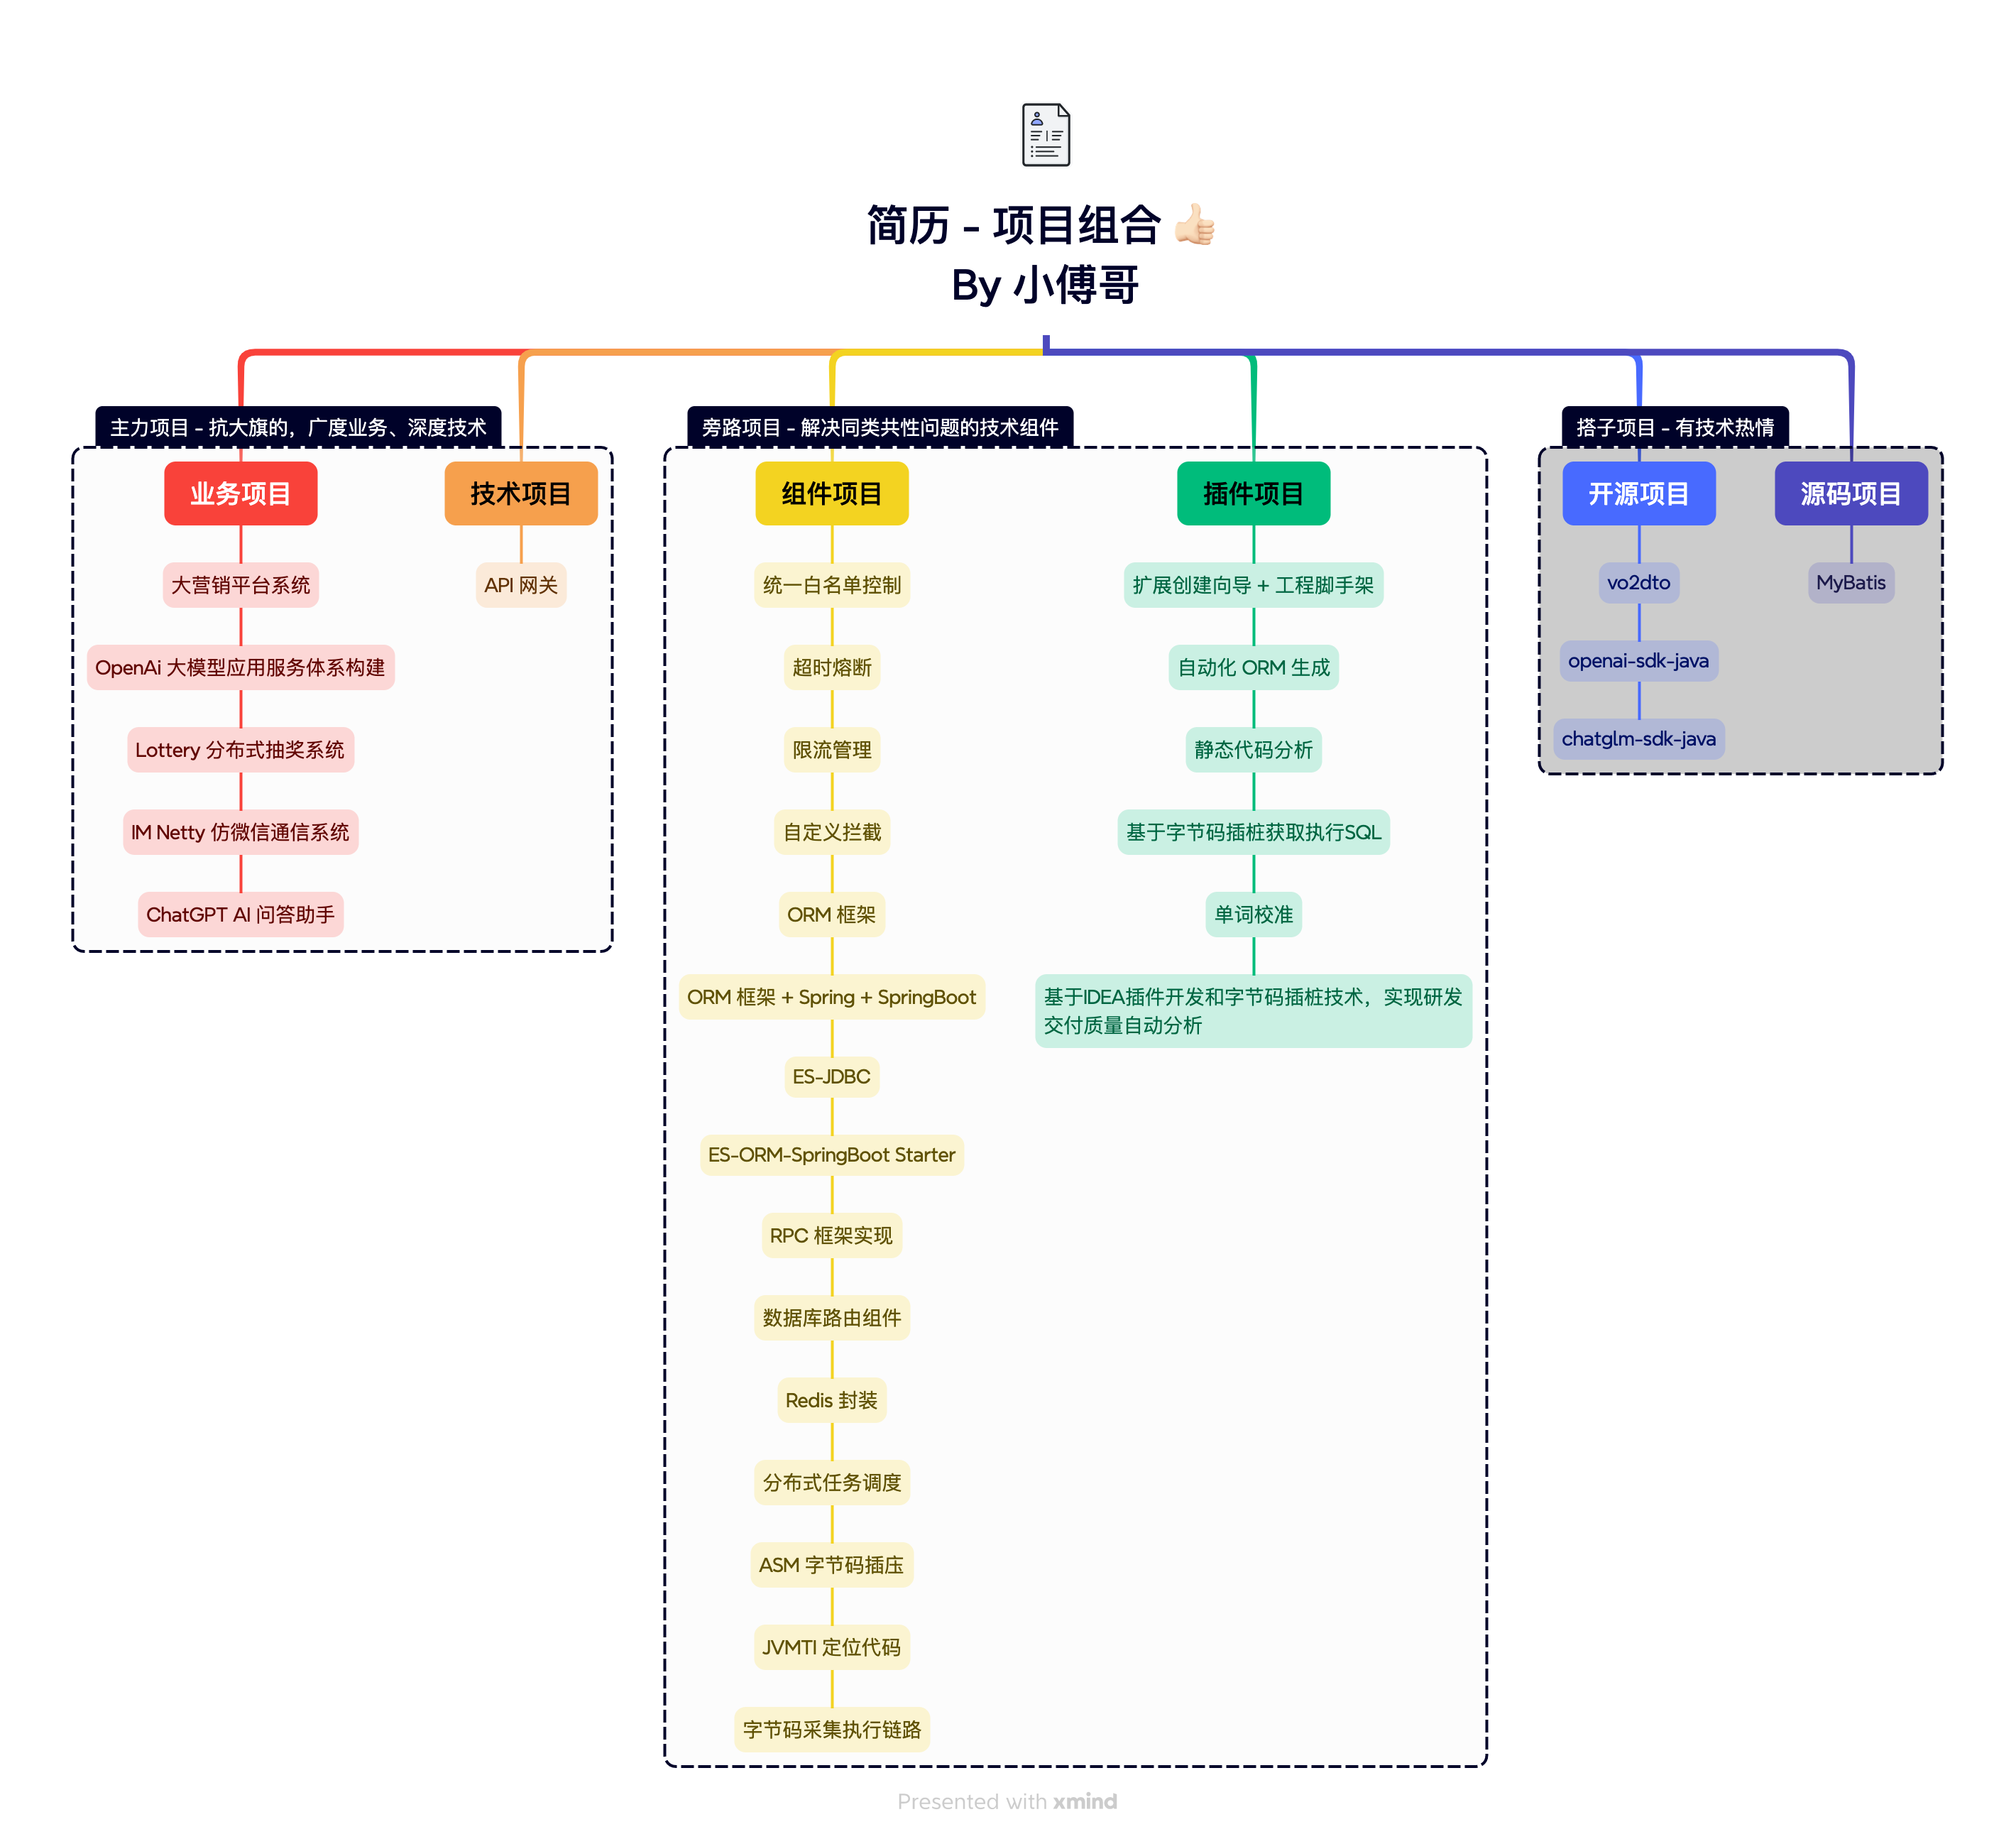 简历 - 项目组合 👍🏻
By 小傅哥
主力项目 - 抗大旗的，广度业务、深度技术
业务项目
大营销平台系统
OpenAi 大模型应用服务体系构建
Lottery 分布式抽奖系统
IM Netty 仿微信通信系统
ChatGPT AI 问答助手
技术项目
API 网关
旁路项目 - 解决同类共性问题的技术组件
组件项目
统一白名单控制
超时熔断
限流管理
自定义拦截
ORM 框架
ORM 框架 + Spring + SpringBoot
ES-JDBC
ES-ORM-SpringBoot Starter
RPC 框架实现
数据库路由组件
Redis 封装
分布式任务调度
ASM 字节码插庄
JVMTI 定位代码
字节码采集执行链路
插件项目
扩展创建向导 + 工程脚手架
自动化 ORM 生成
静态代码分析
基于字节码插桩获取执行SQL
单词校准
基于IDEA插件开发和字节码插桩技术，实现研发
交付质量自动分析
搭子项目 - 有技术热情
开源项目
vo2dto
openai-sdk-java
chatglm-sdk-java
源码项目
MyBatis
Presented with xmind